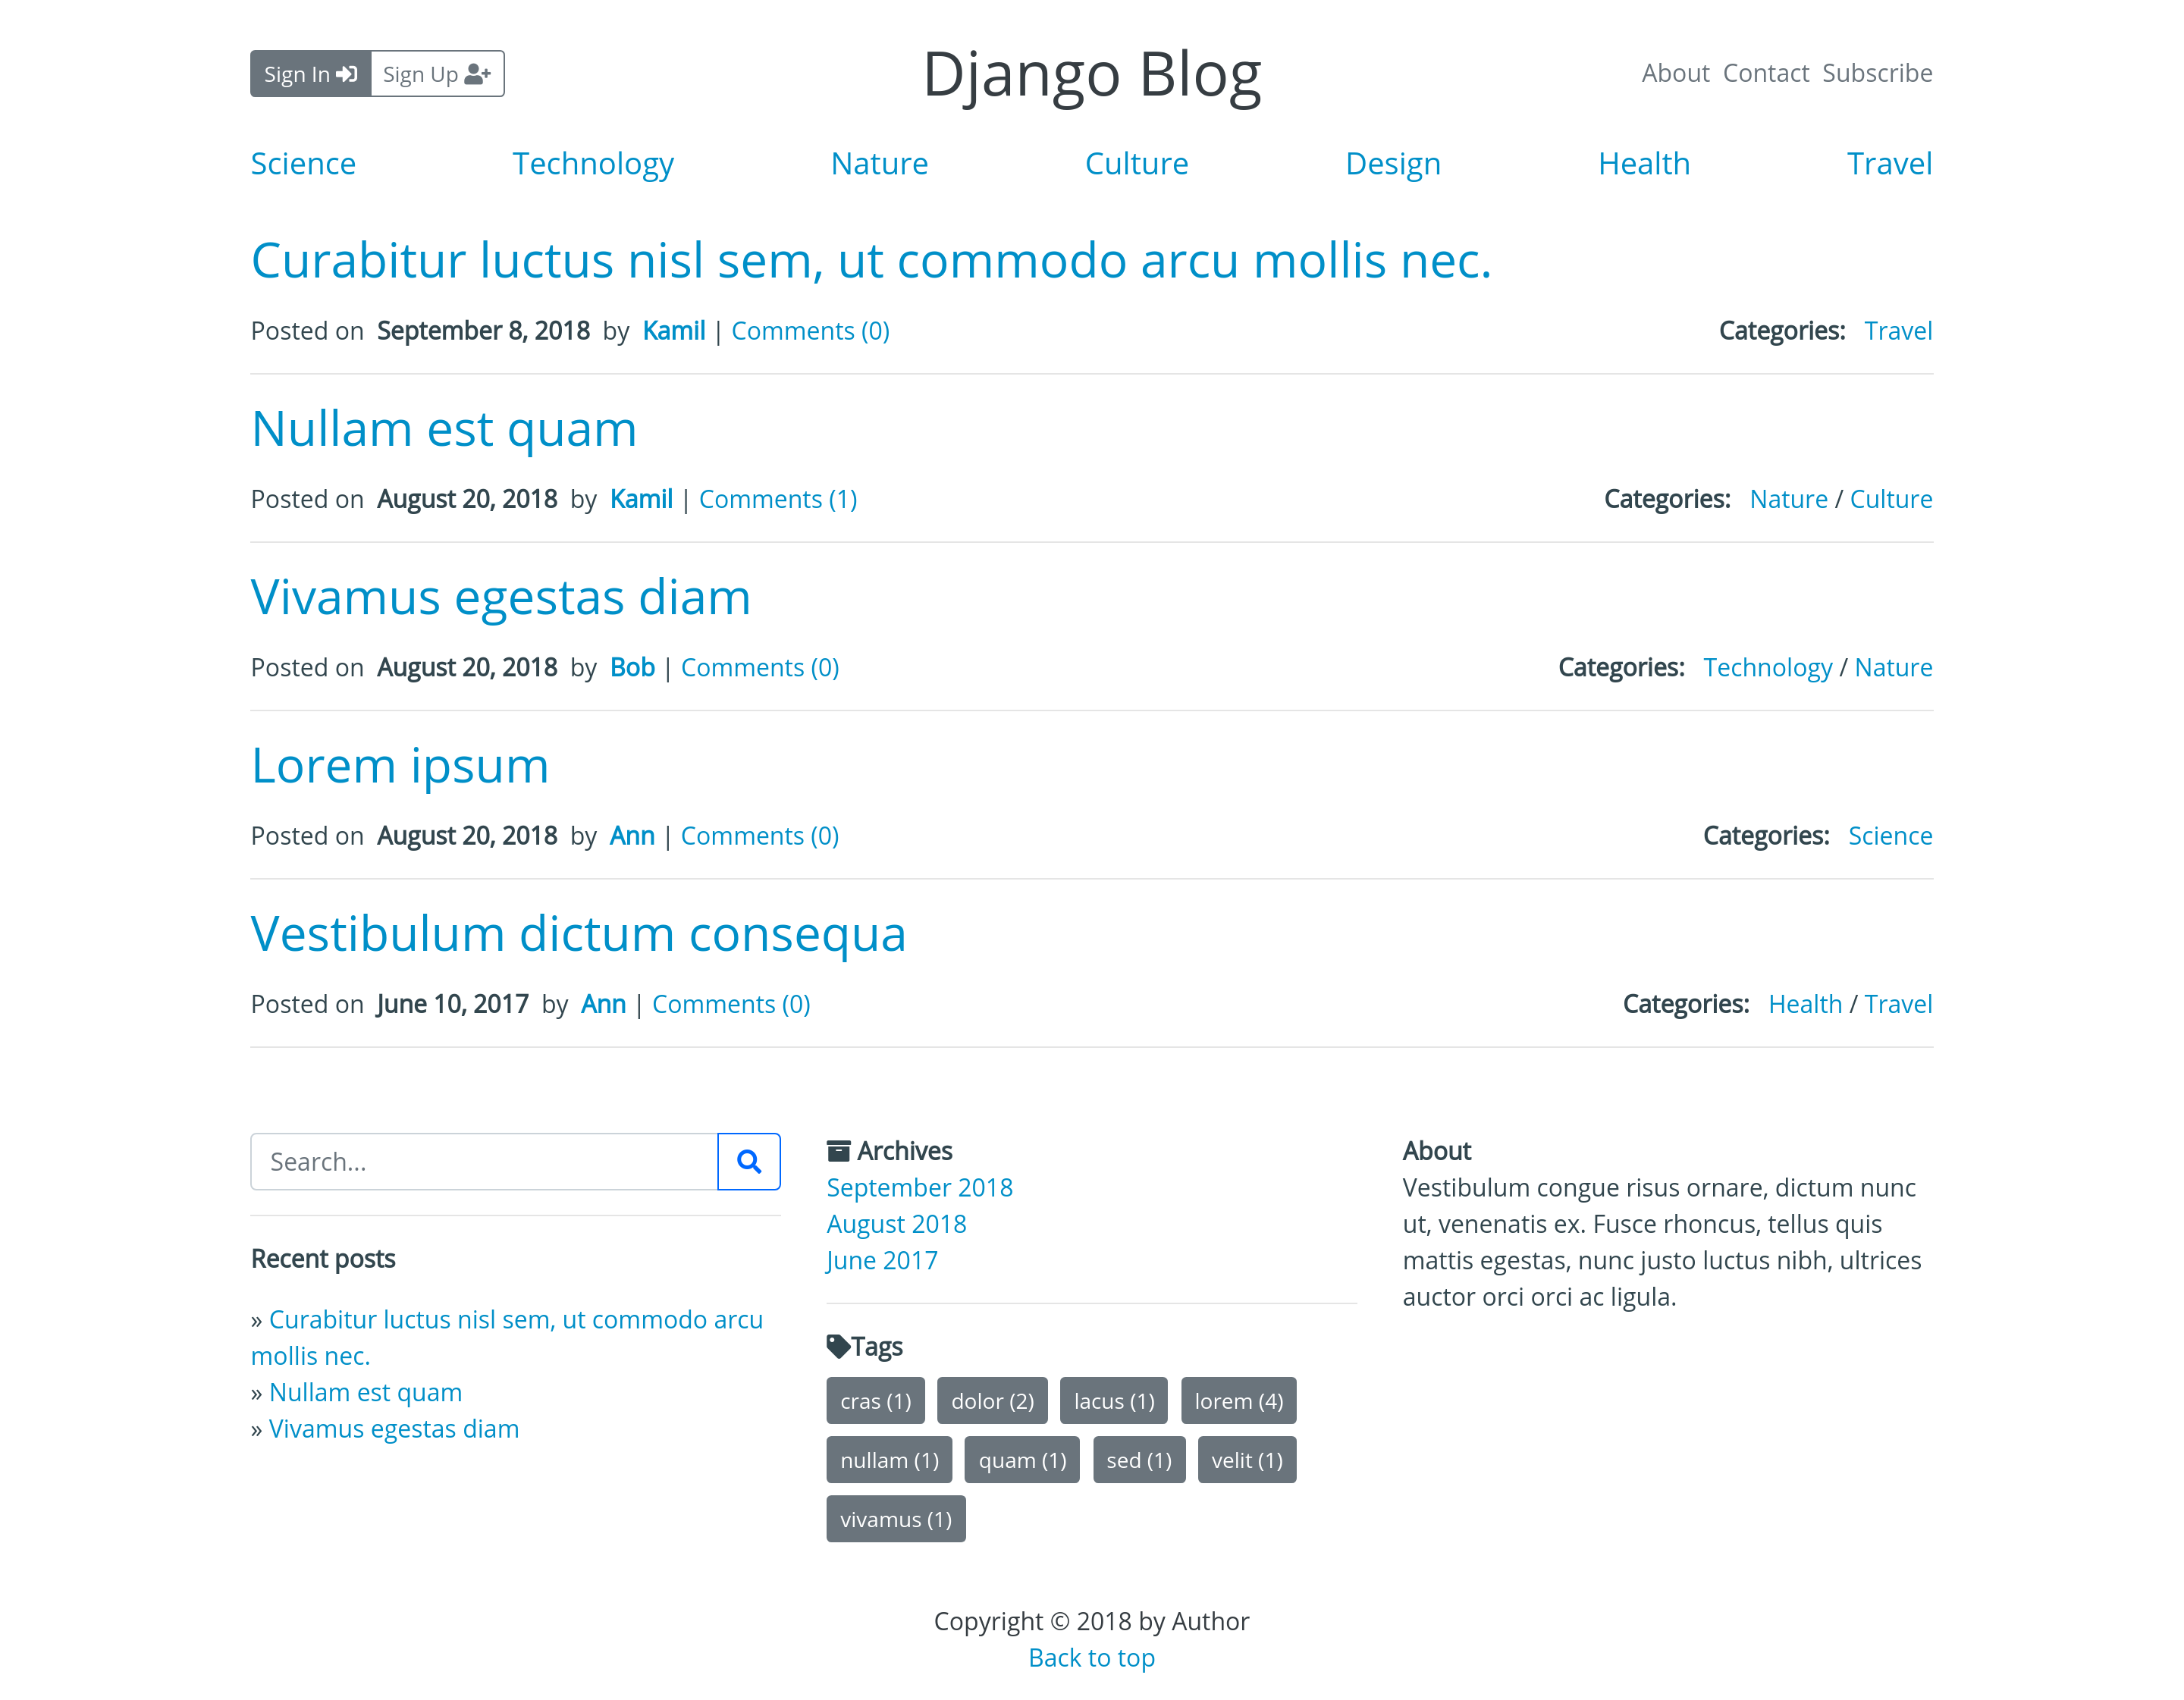 Sign In Sign Up Django Blog About Contact Subscribe
Science Technology Nature Culture Design Health Travel
Curabitur luctus nisl sem, ut commodo arcu mollis nec.
Posted on September 8, 2018 by Kamil | Comments (0) Categories: Travel
Nullam est quam
Posted on August 20, 2018 by Kamil | Comments (1) Categories: Nature / Culture
Vivamus egestas diam
Posted on August 20, 2018 by Bob | Comments (0) Categories: Technology / Nature
Lorem ipsum
Posted on August 20, 2018 by Ann | Comments (0) Categories: Science
Vestibulum dictum consequa
Posted on June 10, 2017 by Ann | Comments (0) Categories: Health / Travel
Search...
Recent posts
» Curabitur luctus nisl sem, ut commodo arcu
mollis nec.
» Nullam est quam
» Vivamus egestas diam
Archives
September 2018
August 2018
June 2017
Tags
cras (1) dolor (2) lacus (1) lorem (4)
nullam (1) quam (1) sed (1) velit (1)
vivamus (1)
About
Vestibulum congue risus ornare, dictum nunc
ut, venenatis ex. Fusce rhoncus, tellus quis
mattis egestas, nunc justo luctus nibh, ultrices
auctor orci orci ac ligula.
Copyright © 2018 by Author
Back to top